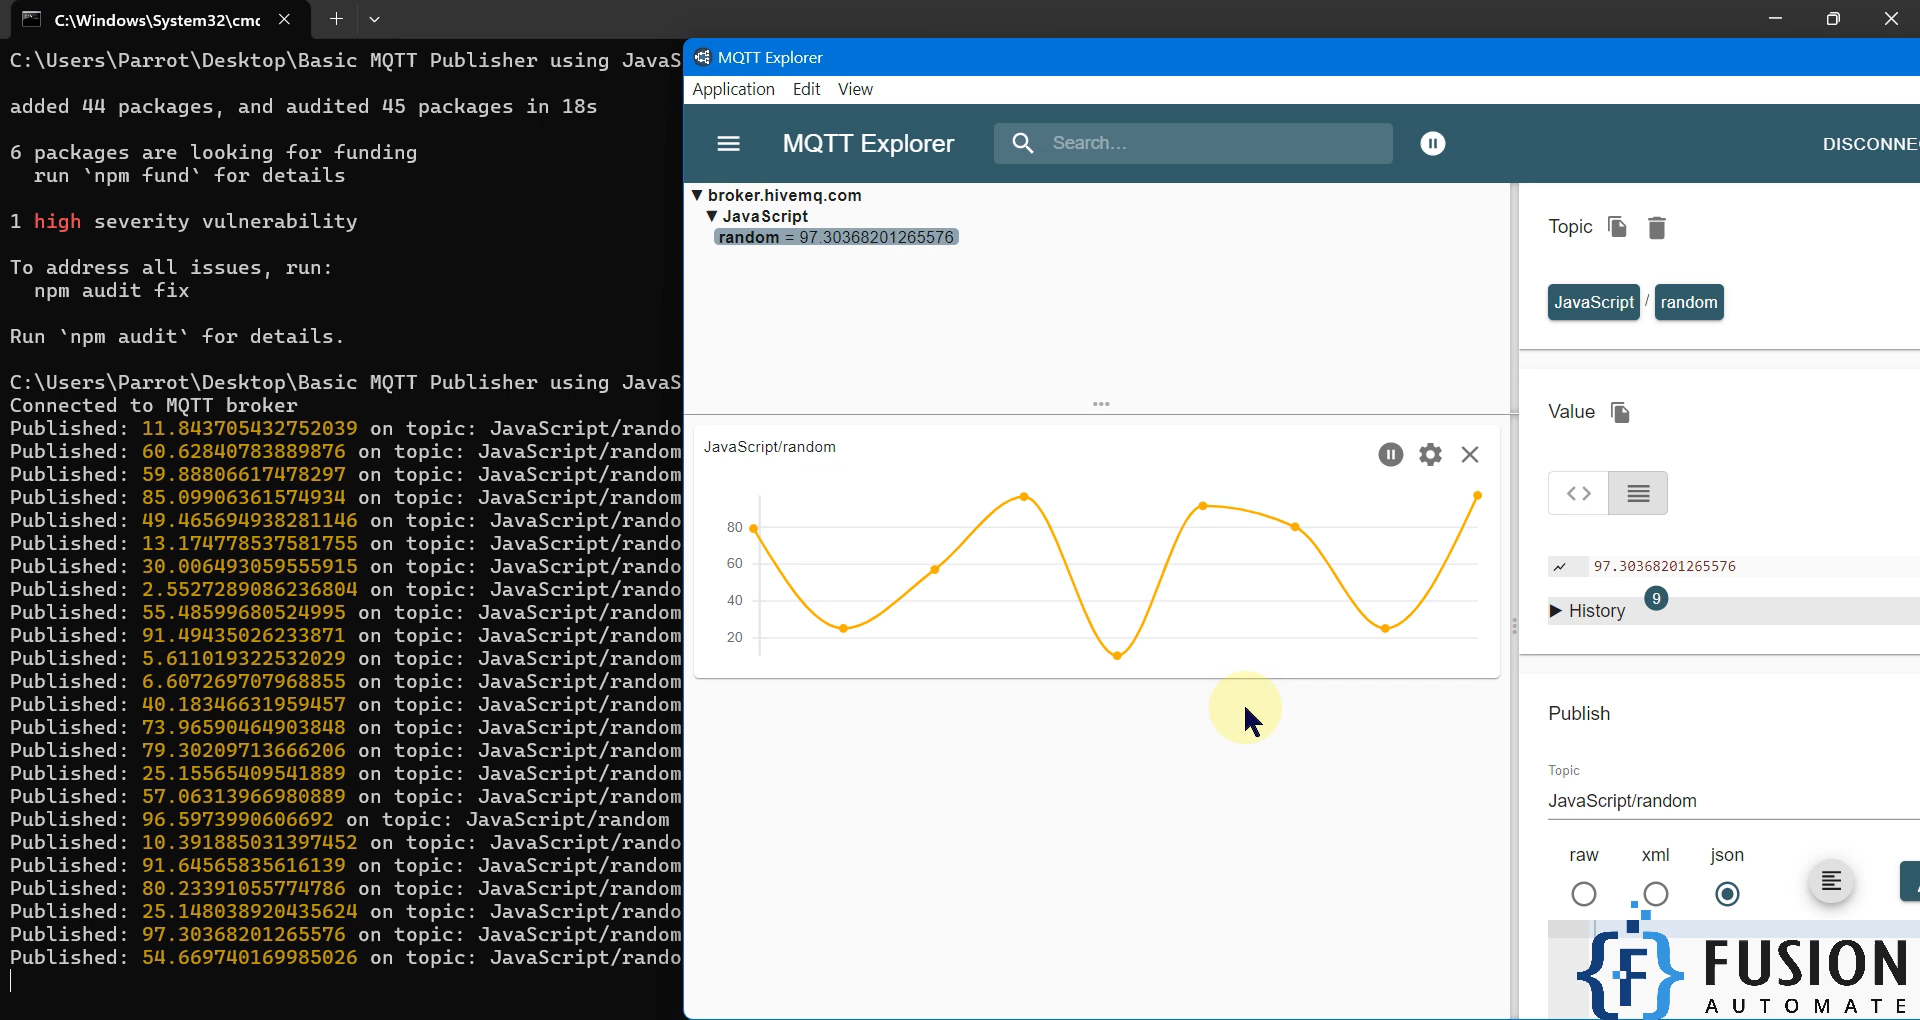 C:\Windows\System32\cmc
C:\Users\Parrot\Desktop\Basic MQTT Publisher using JavaS
added 44 packages, and audited 45 packages in 18s
6 packages are looking for funding
run `npm fund` for details
1 high severity vulnerability
To address all issues, run:
npm audit fix
Run `npm audit` for details.
C:\Users\Parrot\Desktop\Basic MQTT Publisher using JavaS
Connected to MQTT broker
Published: 11.843705432752039 on topic: JavaScript/rando
Published: 60.62840783889876 on topic: JavaScript/random
Published: 59.88806617478297 on topic: JavaScript/random
Published: 85.09906361574934 on topic: JavaScript/random
Published: 49.465694938281146 on topic: JavaScript/rando
Published: 13.174778537581755 on topic: JavaScript/rando
Published: 30.006493059555915 on topic: JavaScript/rando
Published: 2.5527289086236804 on topic: JavaScript/rando
Published: 55.48599680524995 on topic: JavaScript/random
Published: 91.49435026233871 on topic: JavaScript/random
Published: 5.611019322532029 on topic: JavaScript/random
Published: 6.607269707968855 on topic: JavaScript/random
Published: 40.18346631959457 on topic: JavaScript/random
Published: 73.96590464903848 on topic: JavaScript/random
Published: 79.30209713666206 on topic: JavaScript/random
Published: 25.15565409541889 on topic: JavaScript/random
Published: 57.06313966980889 on topic: JavaScript/random
Published: 96.5973990606692 on topic: JavaScript/random
Published: 10.391885031397452 on topic: JavaScript/rando
Published: 91.64565835616139 on topic: JavaScript/random
Published: 80.23391055774786 on topic: JavaScript/random
Published: 25.148038920435624 on topic: JavaScript/rando
Published: 97.30368201265576 on topic: JavaScript/random
Published: 54.669740169985026 on topic: JavaScript/rando
MQTT Explorer
Application Edit View
MQTT Explorer Search... DISCONNE
broker.hivemq.com
JavaScript
random = 97.30368201265576
JavaScript/random
80
60
40
20
Topic
JavaScript / random
Value
97.30368201265576
History 9
Publish
Topic
JavaScript/random
raw xml json
F
FUSION
AUTOMATE